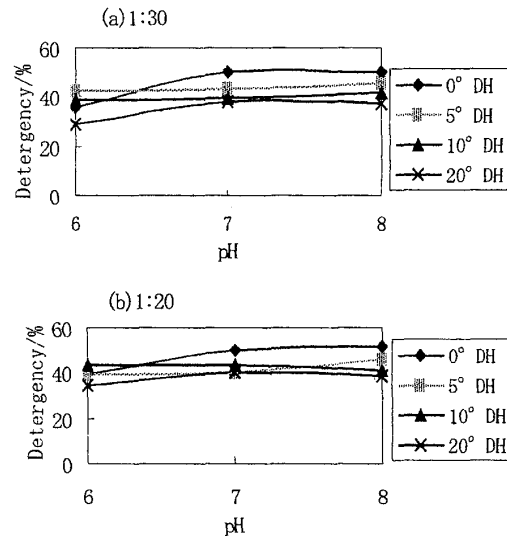 (a)1:30
Detergency/%
60
40
20
0
6
7
8
pH
0° DH
5° DH
10° DH
20° DH
(b)1:20
Detergency/%
60
40
20
0
6
7
8
pH
0° DH
5° DH
10° DH
20° DH